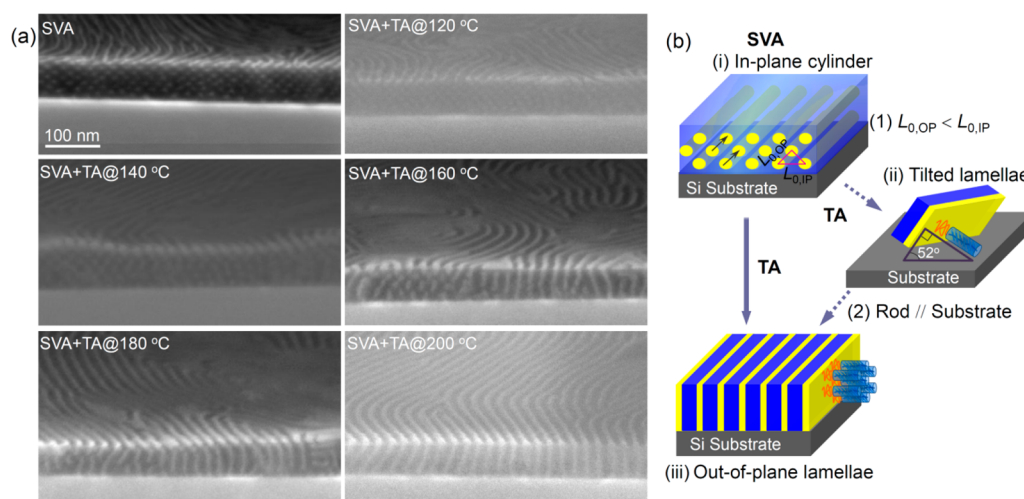 (a)
SVA
100 nm
SVA+TA@120 °C
SVA+TA@140 °C
SVA+TA@160 °C
SVA+TA@180 °C
SVA+TA@200 °C
(b)
SVA
(i) In-plane cylinder
(1) L0,OP < L0,IP
L0,OP
L0,IP
Si Substrate
(ii) Tilted lamellae
TA
52°
Substrate
TA
(2) Rod // Substrate
Si Substrate
(iii) Out-of-plane lamellae